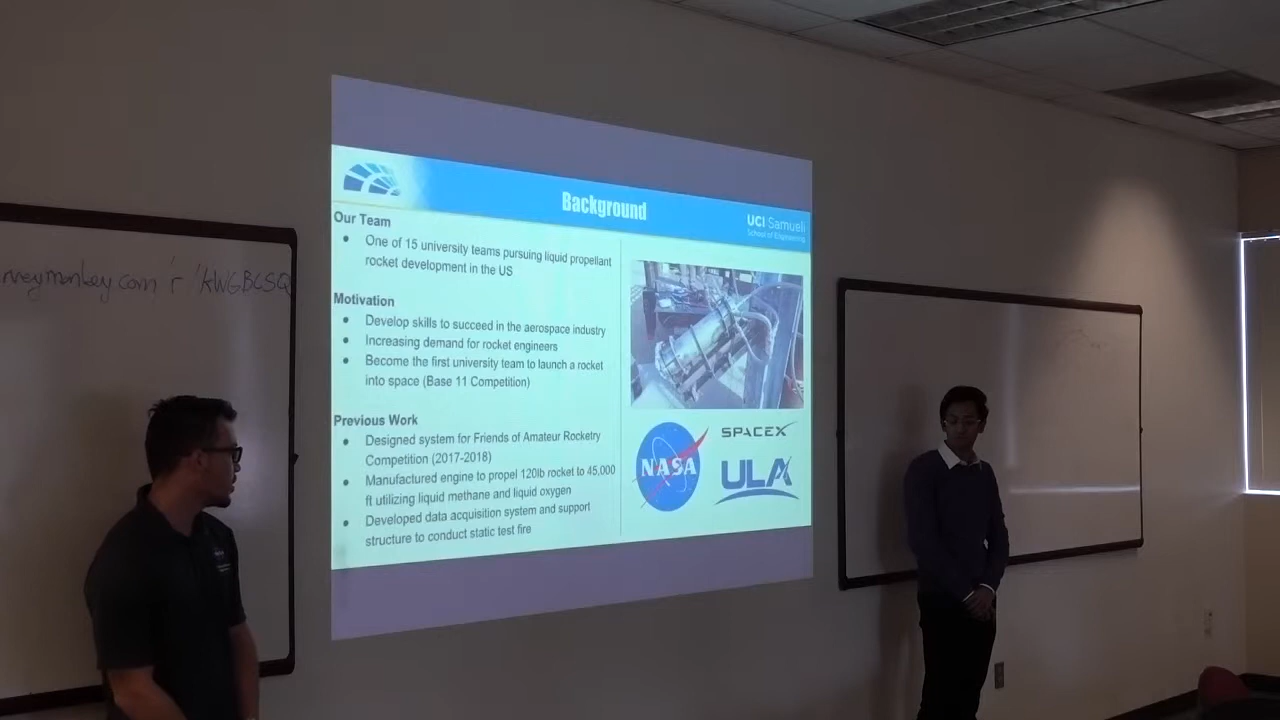 veymonkey.com /r/ KWGBCSQ
Background
UCI Samueli
School of Engineering
Our Team
• One of 15 university teams pursuing liquid propellant
rocket development in the US
Motivation
• Develop skills to succeed in the aerospace industry
• Increasing demand for rocket engineers
• Become the first university team to launch a rocket
into space (Base 11 Competition)
Previous Work
• Designed system for Friends of Amateur Rocketry
Competition (2017-2018)
• Manufactured engine to propel 120lb rocket to 45,000
ft utilizing liquid methane and liquid oxygen
• Developed data acquisition system and support
structure to conduct static test fire
NASA
SPACEX
ULA